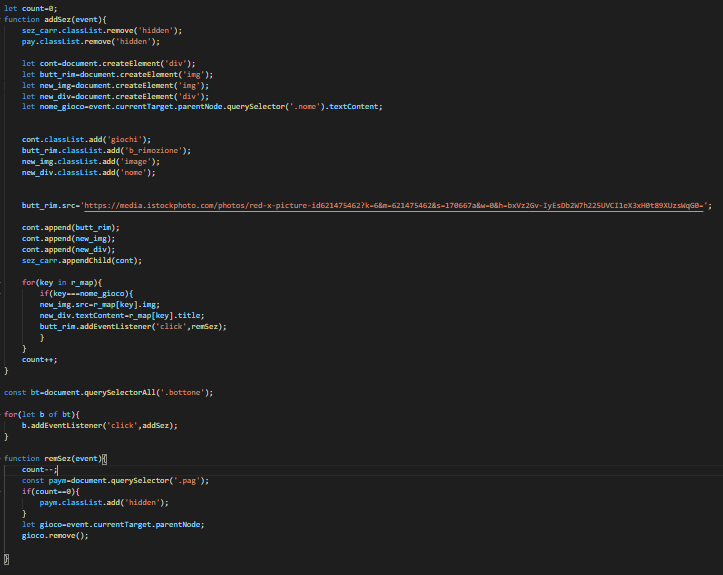 let count=0;
function addSez(event){
sez_carr.classList.remove('hidden');
pay.classList.remove('hidden');
let cont=document.createElement('div');
let butt_rim=document.createElement('img');
let new_img=document.createElement('img');
let new_div=document.createElement('div');
let nome_gioco=event.currentTarget.parentNode.querySelector('.nome').textContent;
cont.classList.add('giochi');
butt_rim.classList.add('b_rimozione');
new_img.classList.add('image');
new_div.classList.add('nome');
butt_rim.src='https://media.istockphoto.com/photos/red-x-picture-id621475462?k=6&m=621475462&s=170667a&w=0&h=bxVz2Gv-IyEsDb2W7h225UVCI1eX3xH0t89XUzsWqG0=';
cont.append(butt_rim);
cont.append(new_img);
cont.append(new_div);
sez_carr.appendChild(cont);
for(key in r_map){
if(key===nome_gioco){
new_img.src=r_map[key].img;
new_div.textContent=r_map[key].title;
butt_rim.addEventListener('click',remSez);
}
}
count++;
}
const bt=document.querySelectorAll('.bottone');
for(let b of bt){
b.addEventListener('click',addSez);
}
function remSez(event){
count--;
const paym=document.querySelector('.pag');
if(count==0){
paym.classList.add('hidden');
}
let gioco=event.currentTarget.parentNode;
gioco.remove();
}